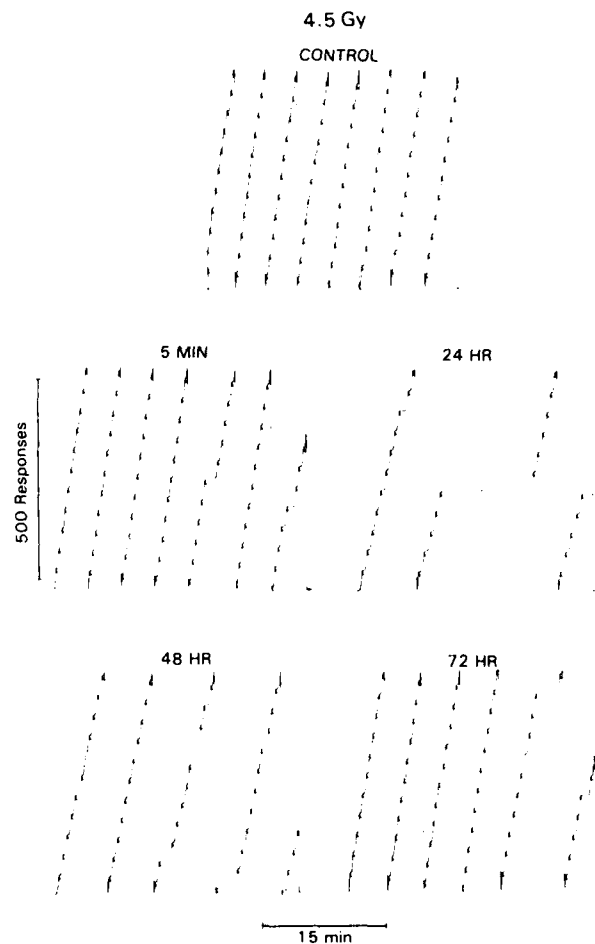 4.5 Gy
CONTROL
5 MIN
24 HR
500 Responses
48 HR
72 HR
15 min